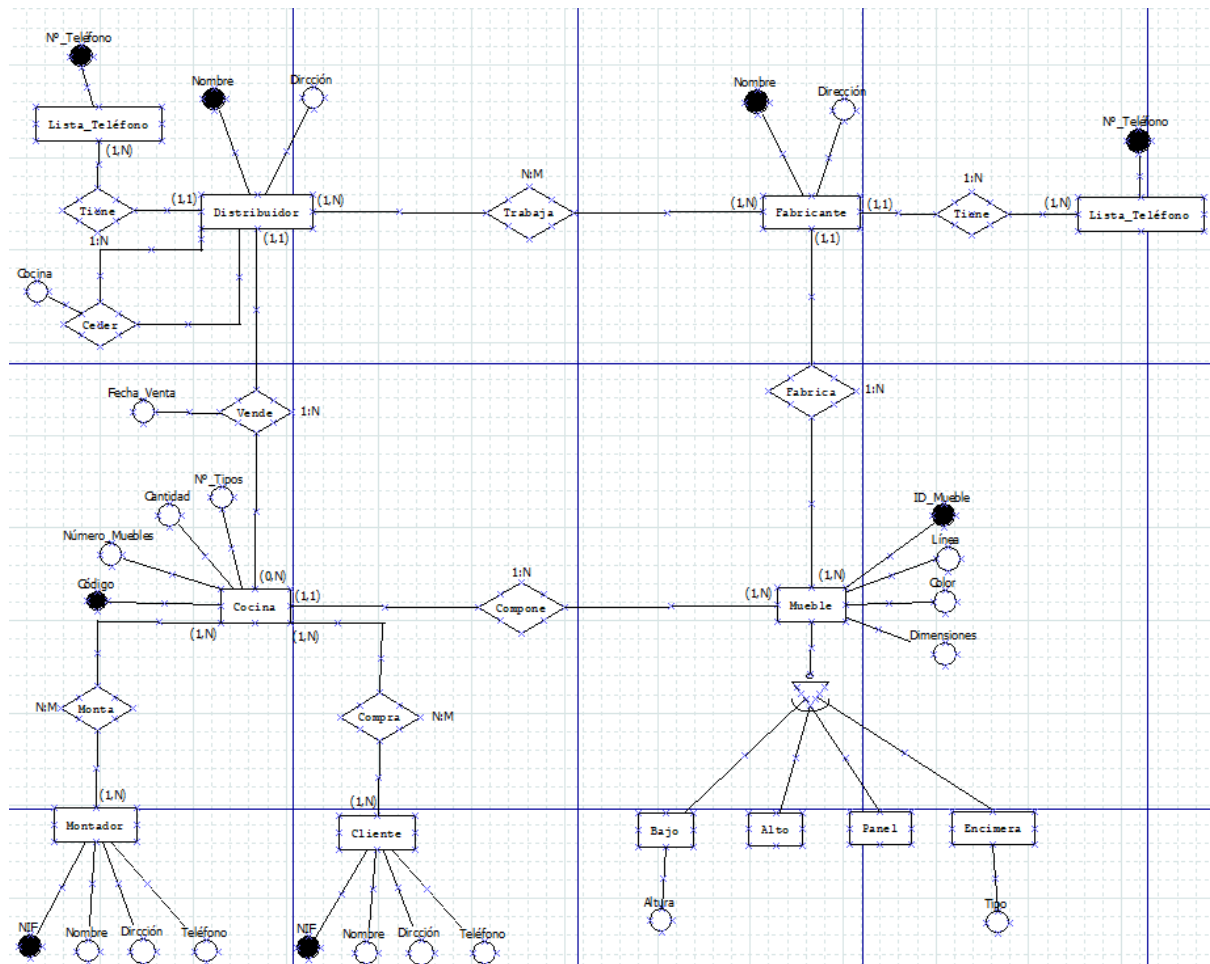 Nº_Teléfono
Nombre
Dirección
Nombre
Dirección
Nº_Teléfono
Lista_Teléfono
(1,N)
N:M
1:N
Tiene
(1,1)
Distribuidor
(1,N)
Trabaja
(1,N)
Fabricante
(1,1)
Tiene
(1,N)
Lista_Teléfono
1:N
(1,1)
(1,1)
Cocina
Ceder
Fecha_Venta
Vende
1:N
Fabrica
1:N
Nº_Tipos
Cantidad
Número_Muebles
Código
(0,N)
Cocina
(1,1)
1:N
Compone
(1,N)
(1,N)
Mueble
ID_Mueble
Línea
Color
Dimensiones
(1,N)
(1,N)
N:M
Monta
Compra
N:M
(1,N)
(1,N)
Montador
Cliente
Bajo
Alto
Panel
Encimera
Altura
Tipo
NIF
Nombre
Dircción
Teléfono
NIF
Nombre
Dircción
Teléfono